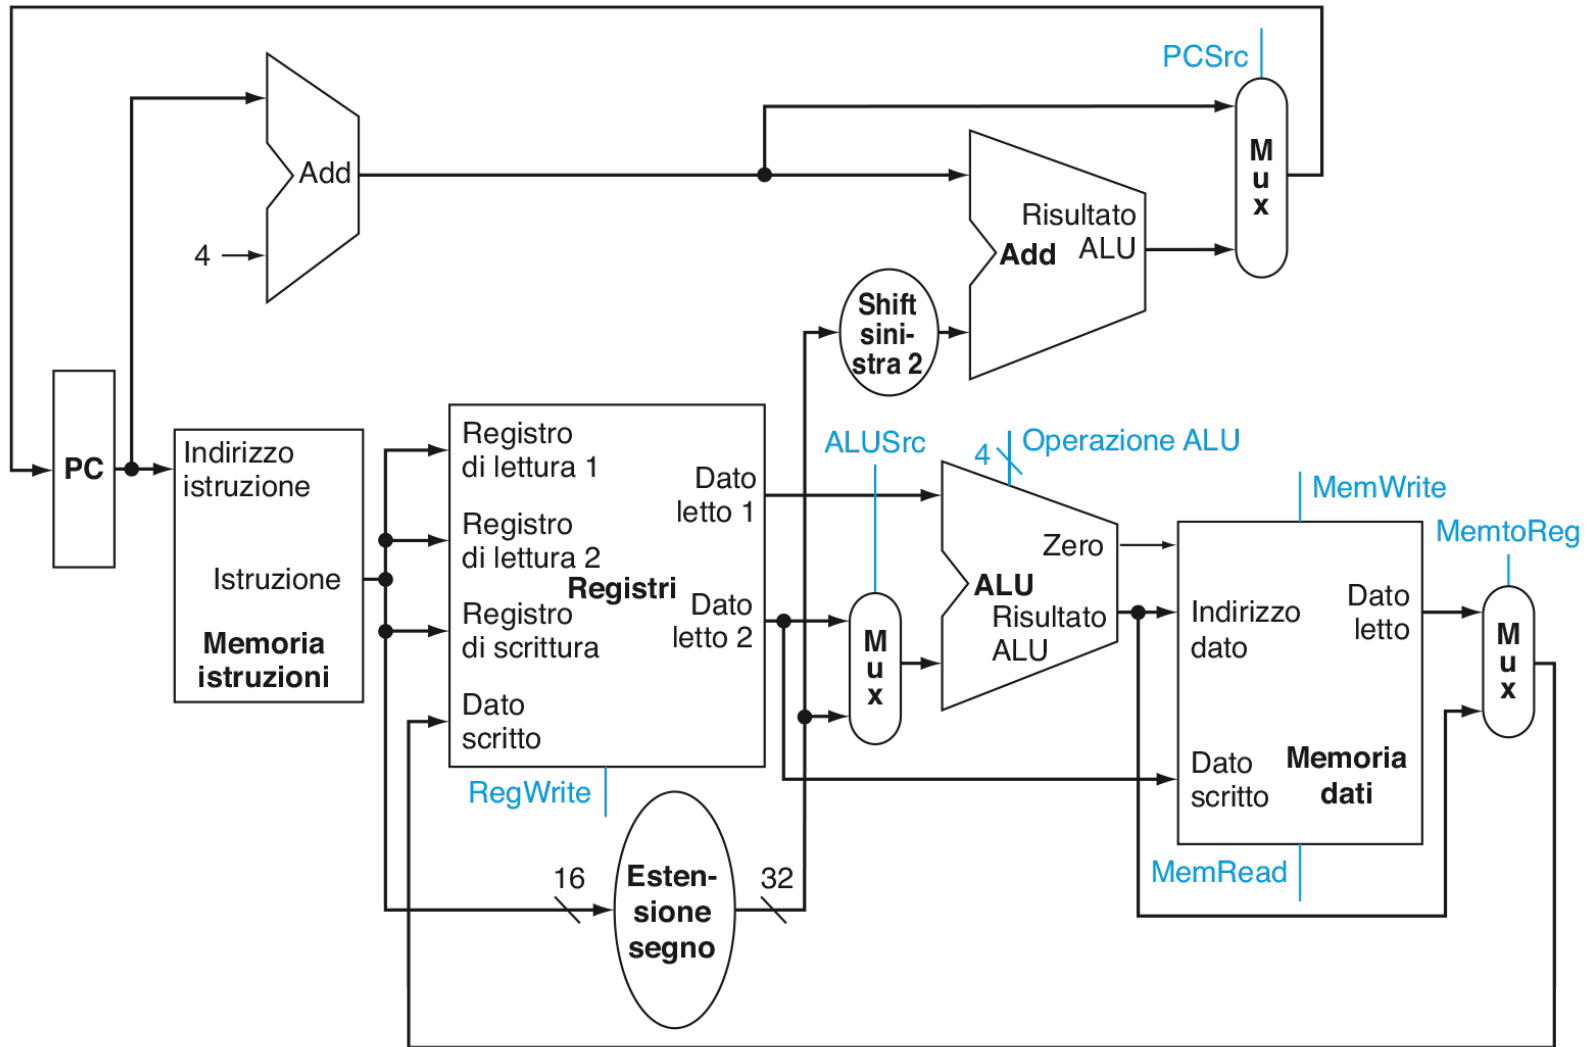 PCSrc
M
u
x
Add
4
Risultato
ALU
Add
Shift
sini-
stra 2
PC
Indirizzo
istruzione
Istruzione
Memoria
istruzioni
Registro
di lettura 1
Registro
di lettura 2
Registri
Registro
di scrittura
Dato
scritto
Dato
letto 1
Dato
letto 2
RegWrite
16
Esten-
sione
segno
32
ALUSrc
M
u
x
4
Operazione ALU
Zero
ALU
Risultato
ALU
MemWrite
Indirizzo
dato
Dato
letto
Dato
scritto
Memoria
dati
MemRead
MemtoReg
M
u
x